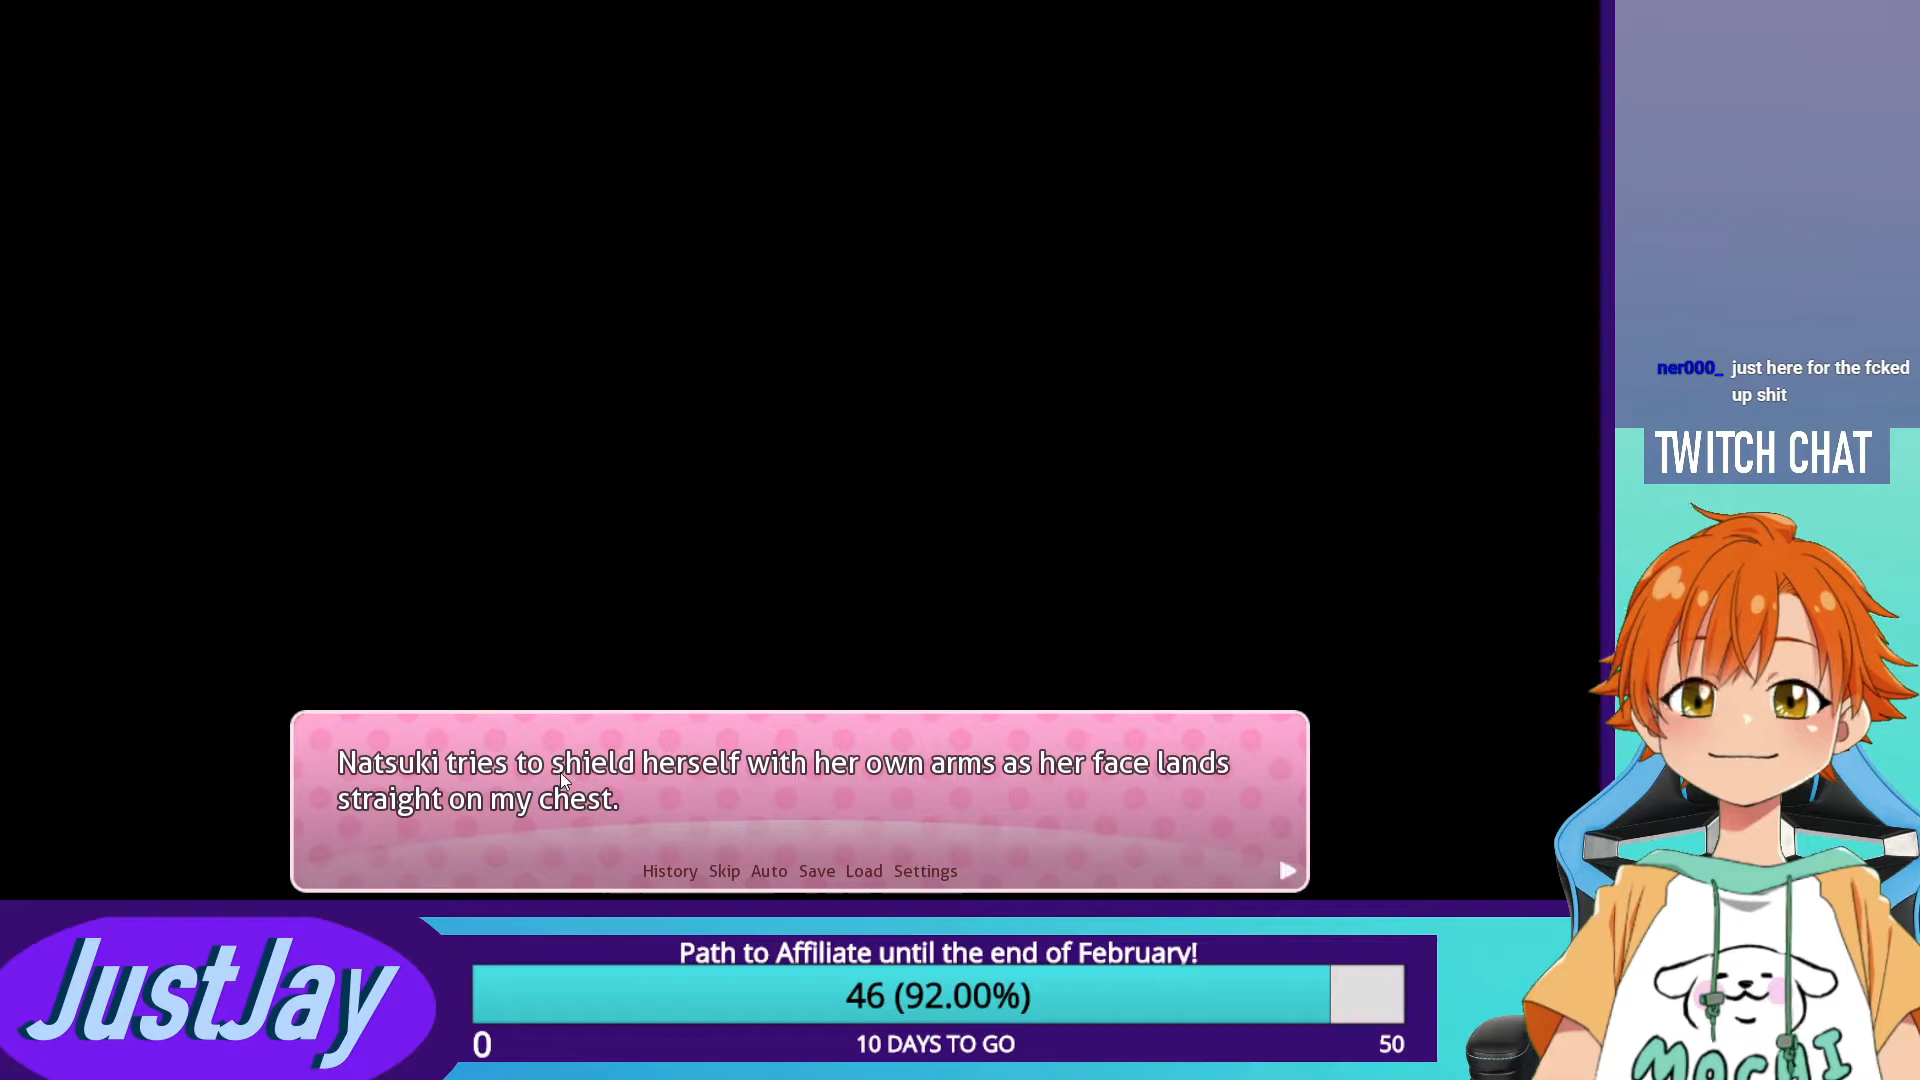 ner000_ just here for the fcked
up shit
TWITCH CHAT
Natsuki tries to shield herself with her own arms as her face lands
straight on my chest.
History Skip Auto Save Load Settings
JustJay
Path to Affiliate until the end of February!
46 (92.00%)
0 10 DAYS TO GO 50
MOCHI